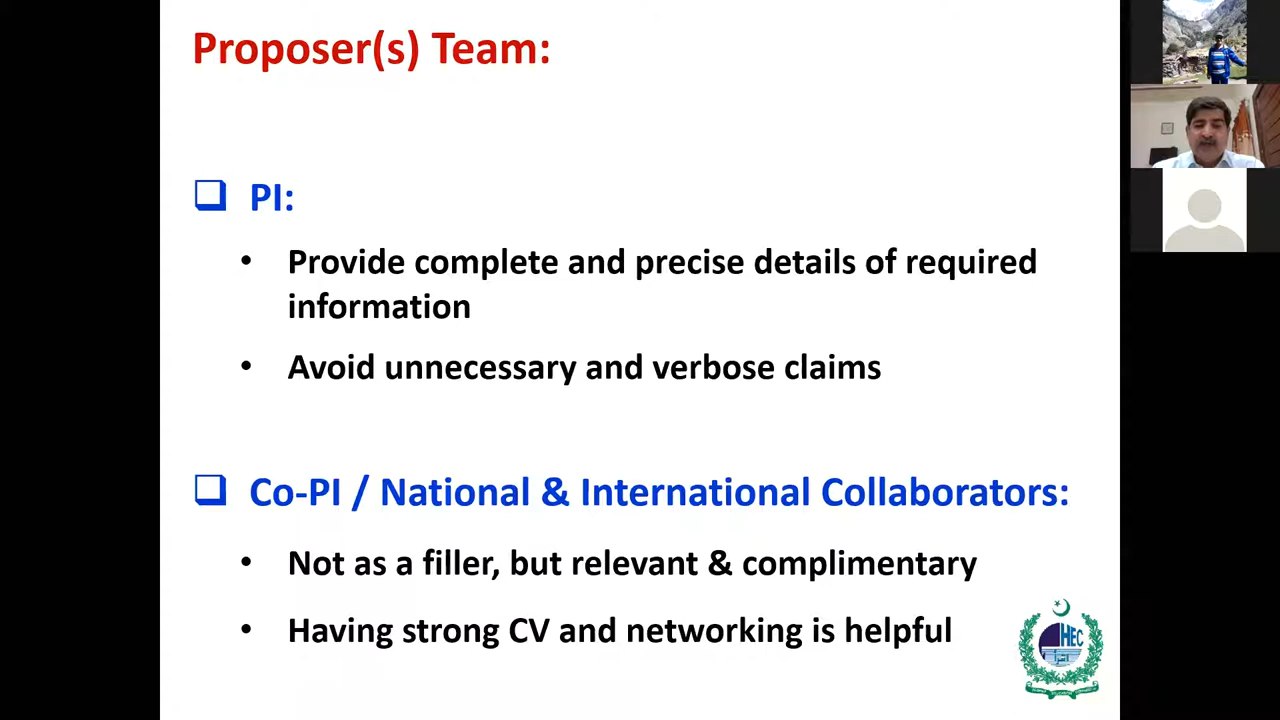 Proposer(s) Team:
❑ PI:
• Provide complete and precise details of required
information
• Avoid unnecessary and verbose claims
❑ Co-PI / National & International Collaborators:
• Not as a filler, but relevant & complimentary
• Having strong CV and networking is helpful
HEC